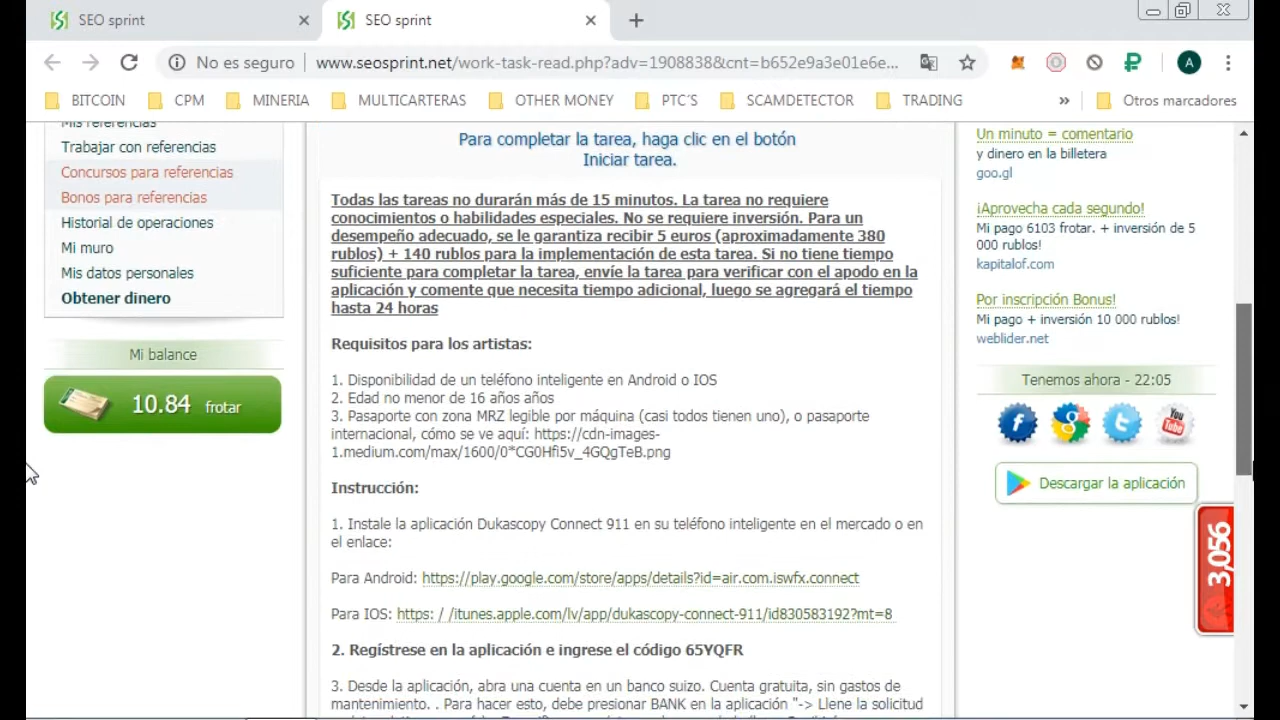 SEO sprint
SEO sprint
No es seguro
www.seosprint.net/work-task-read.php?adv=1908838&cnt=b652e9a3e01e6e...
A
BITCOIN
CPM
MINERIA
MULTICARTERAS
OTHER MONEY
PTC´S
SCAMDETECTOR
TRADING
»
Otros marcadores
Mis referencias
Trabajar con referencias
Concursos para referencias
Bonos para referencias
Historial de operaciones
Mi muro
Mis datos personales
Obtener dinero
Mi balance
10.84 frotar
Para completar la tarea, haga clic en el botón
Iniciar tarea.
Todas las tareas no durarán más de 15 minutos. La tarea no requiere
conocimientos o habilidades especiales. No se requiere inversión. Para un
desempeño adecuado, se le garantiza recibir 5 euros (aproximadamente 380
rublos) + 140 rublos para la implementación de esta tarea. Si no tiene tiempo
suficiente para completar la tarea, envíe la tarea para verificar con el apodo en la
aplicación y comente que necesita tiempo adicional, luego se agregará el tiempo
hasta 24 horas
Requisitos para los artistas:
1. Disponibilidad de un teléfono inteligente en Android o IOS
2. Edad no menor de 16 años años
3. Pasaporte con zona MRZ legible por máquina (casi todos tienen uno), o pasaporte
internacional, cómo se ve aquí: https://cdn-images-
1.medium.com/max/1600/0*CG0Hfl5v_4GQgTeB.png
Instrucción:
1. Instale la aplicación Dukascopy Connect 911 en su teléfono inteligente en el mercado o en
el enlace:
Para Android: https://play.google.com/store/apps/details?id=air.com.iswfx.connect
Para IOS: https: / /itunes.apple.com/lv/app/dukascopy-connect-911/id830583192?mt=8
2. Regístrese en la aplicación e ingrese el código 65YQFR
3. Desde la aplicación, abra una cuenta en un banco suizo. Cuenta gratuita, sin gastos de
mantenimiento. . Para hacer esto, debe presionar BANK en la aplicación "-> Llene la solicitud
Un minuto = comentario
y dinero en la billetera
goo.gl
¡Aprovecha cada segundo!
Mi pago 6103 frotar. + inversión de 5
000 rublos!
kapitalof.com
Por inscripción Bonus!
Mi pago + inversión 10 000 rublos!
weblider.net
Tenemos ahora - 22:05
You
Tube
Descargar la aplicación
3,056